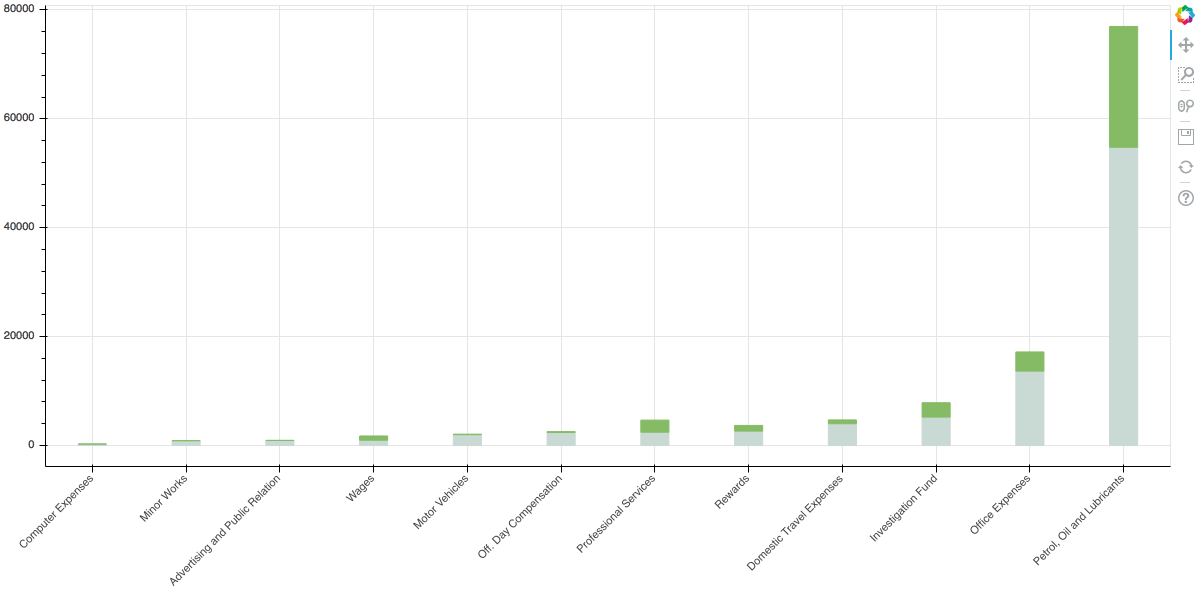 80000
60000
40000
20000
0
Computer Expenses
Minor Works
Advertising and Public Relation
Wages
Motor Vehicles
Off. Day Compensation
Professional Services
Rewards
Domestic Travel Expenses
Investigation Fund
Office Expenses
Petrol, Oil and Lubricants